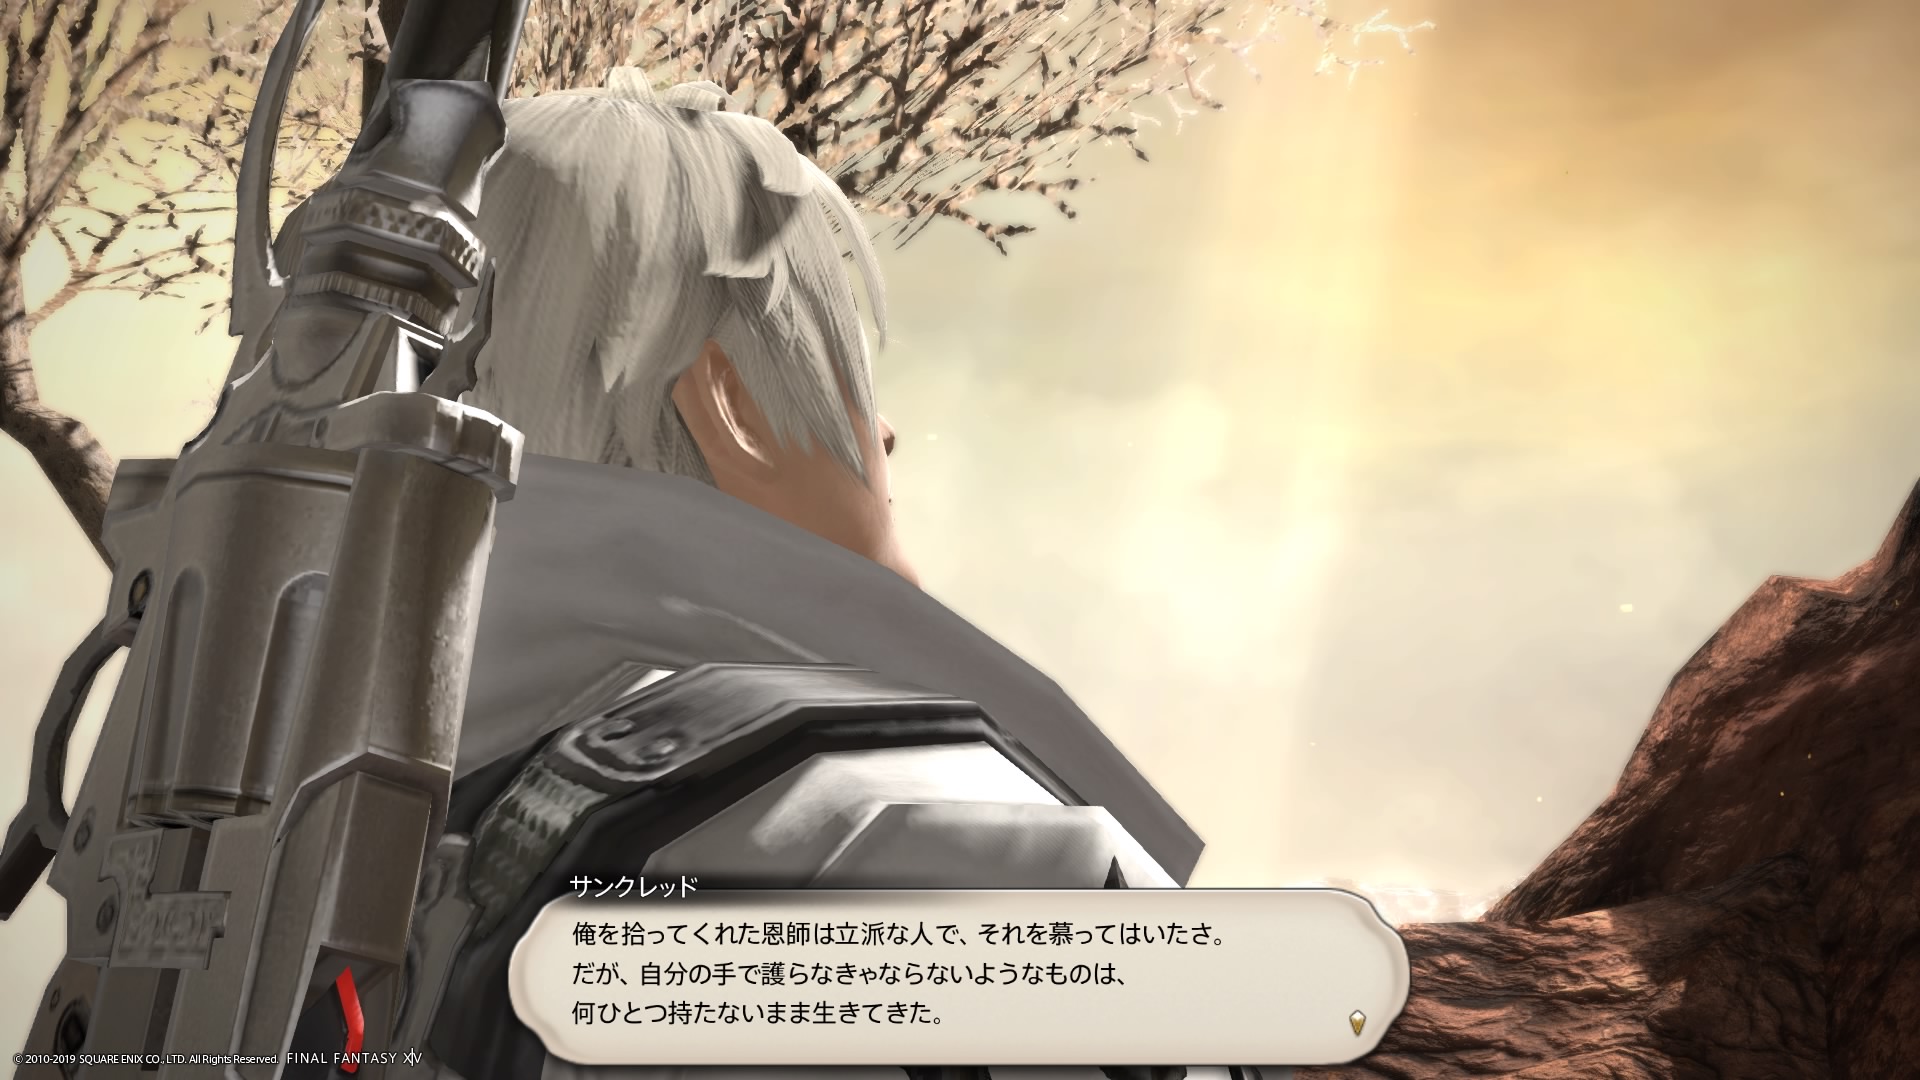 サンクレッド
俺を拾ってくれた恩師は立派な人で、それを慕ってはいたさ。
だが、自分の手で護らなきゃならないようなものは、
何ひとつ持たないまま生きてきた。
© 2010-2019 SQUARE ENIX CO., LTD. All Rights Reserved. FINAL FANTASY XIV